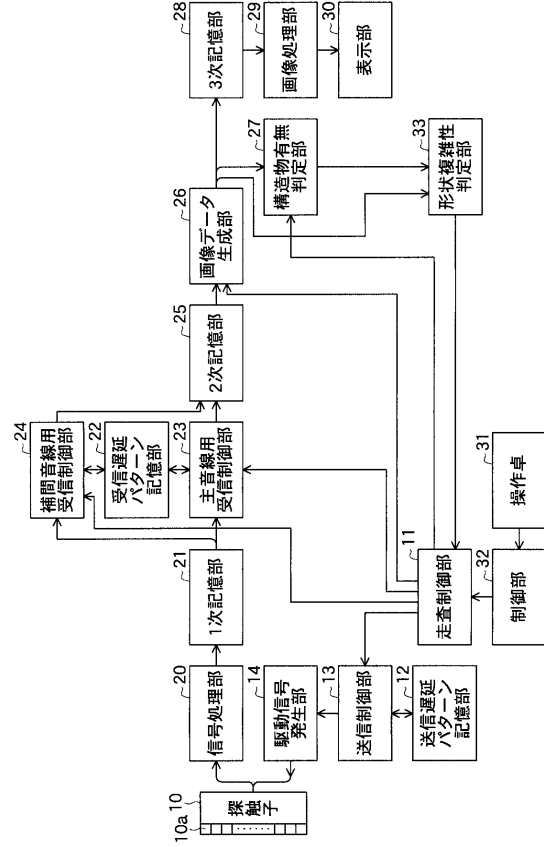 10a
10
探触子
20
信号処理部
21
1次記憶部
24
補間音線用
受信制御部
22
受信遅延
パターン
記憶部
23
主音線用
受信制御部
25
2次記憶部
26
画像データ
生成部
27
構造物有無
判定部
28
3次記憶部
29
画像処理部
30
表示部
33
形状複雑性
判定部
14
駆動信号
発生部
13
送信制御部
12
送信遅延
パターン
記憶部
11
走査制御部
32
制御部
31
操作卓